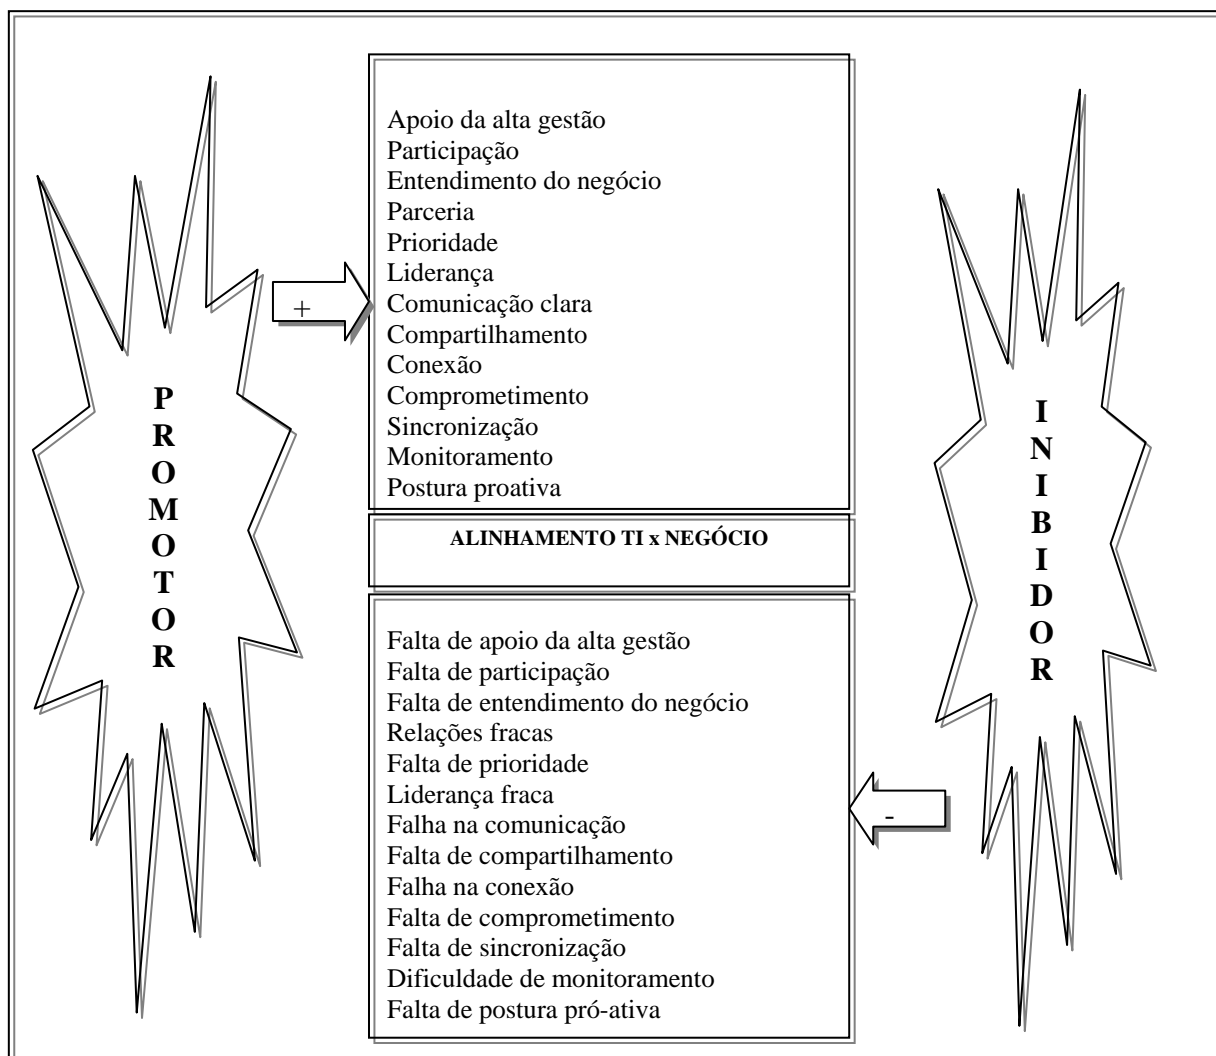 PROMOTOR
+
Apoio da alta gestão
Participação
Entendimento do negócio
Parceria
Prioridade
Liderança
Comunicação clara
Compartilhamento
Conexão
Comprometimento
Sincronização
Monitoramento
Postura proativa
ALINHAMENTO TI x NEGÓCIO
Falta de apoio da alta gestão
Falta de participação
Falta de entendimento do negócio
Relações fracas
Falta de prioridade
Liderança fraca
Falha na comunicação
Falta de compartilhamento
Falha na conexão
Falta de comprometimento
Falta de sincronização
Dificuldade de monitoramento
Falta de postura pró-ativa
-
INIBIDOR